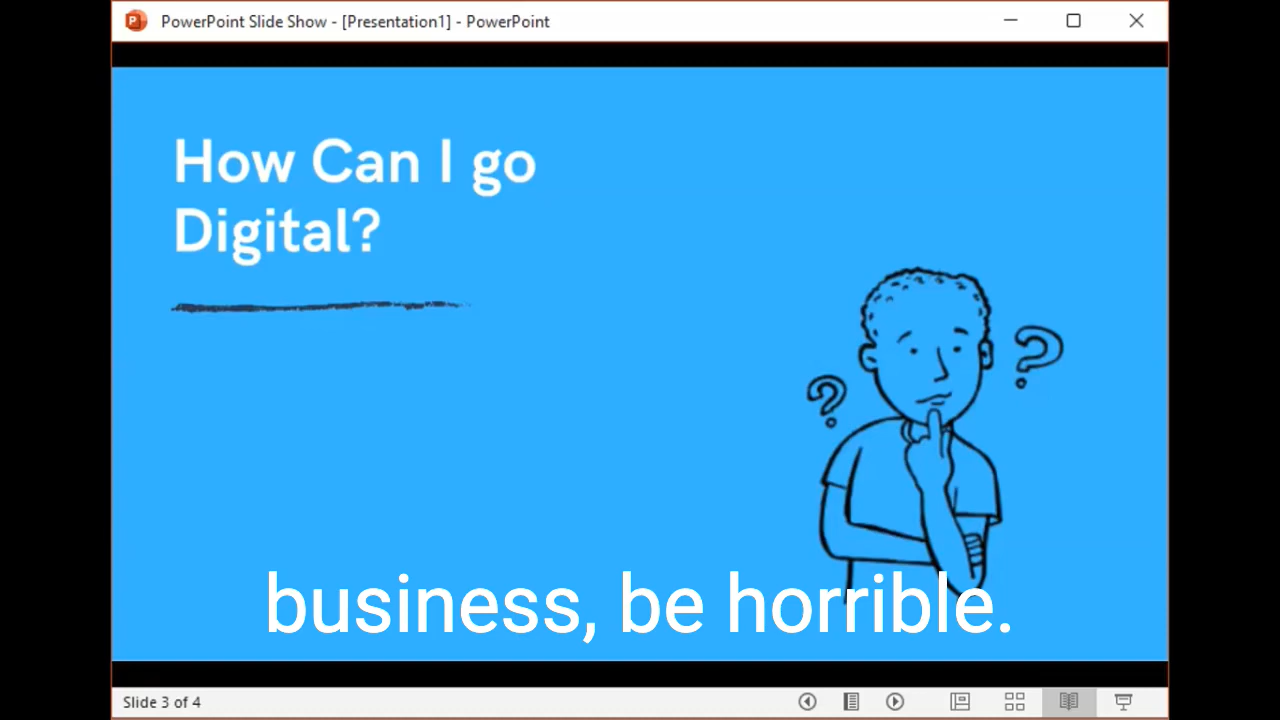 PowerPoint Slide Show - [Presentation1] - PowerPoint
How Can I go
Digital?
?
?
business, be horrible.
Slide 3 of 4